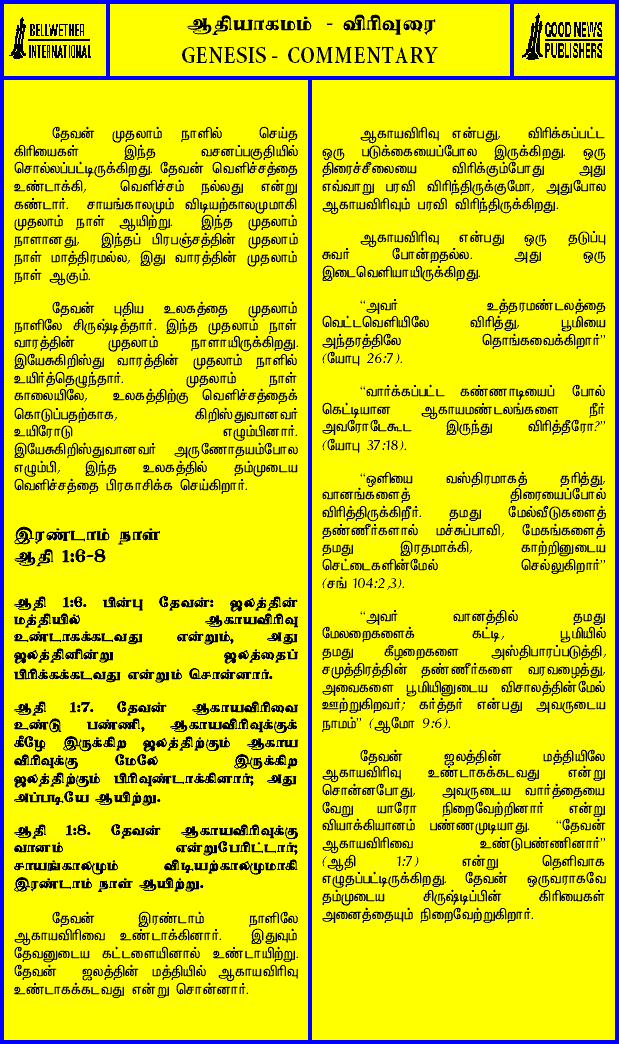 BELLWETHER
INTERNATIONAL
ஆதியாகமம் - விரிவுரை
GENESIS - COMMENTARY
GOOD NEWS
PUBLISHERS
தேவன் முதலாம் நாளில் செய்த
கிரியைகள் இந்த வசனப்பகுதியில்
சொல்லப்பட்டிருக்கிறது. தேவன் வெளிச்சத்தை
உண்டாக்கி, வெளிச்சம் நல்லது என்று
கண்டார். சாயங்காலமும் விடியற்காலமுமாகி
முதலாம் நாள் ஆயிற்று. இந்த முதலாம்
நாளானது, இந்தப் பிரபஞ்சத்தின் முதலாம்
நாள் மாத்திரமல்ல, இது வாரத்தின் முதலாம்
நாள் ஆகும்.
தேவன் புதிய உலகத்தை முதலாம்
நாளிலே சிருஷ்டித்தார். இந்த முதலாம் நாள்
வாரத்தின் முதலாம் நாளாயிருக்கிறது.
இயேசுகிறிஸ்து வாரத்தின் முதலாம் நாளில்
உயிர்த்தெழுந்தார். முதலாம் நாள்
காலையிலே, உலகத்திற்கு வெளிச்சத்தைக்
கொடுப்பதற்காக, கிறிஸ்துவானவர்
உயிரோடு எழும்பினார்.
இயேசுகிறிஸ்துவானவர் அருணோதயம்போல
எழும்பி, இந்த உலகத்தில் தம்முடைய
வெளிச்சத்தை பிரகாசிக்க செய்கிறார்.
இரண்டாம் நாள்
ஆதி 1:6-8
ஆதி 1:6. பின்பு தேவன்: ஜலத்தின்
மத்தியில் ஆகாயவிரிவு
உண்டாகக்கடவது என்றும், அது
ஜலத்தினின்று ஜலத்தைப்
பிரிக்கக்கடவது என்றும் சொன்னார்.
ஆதி 1:7. தேவன் ஆகாயவிரிவை
உண்டு பண்ணி, ஆகாயவிரிவுக்குக்
கீழே இருக்கிற ஜலத்திற்கும் ஆகாய
விரிவுக்கு மேலே இருக்கிற
ஜலத்திற்கும் பிரிவுண்டாக்கினார்; அது
அப்படியே ஆயிற்று.
ஆதி 1:8. தேவன் ஆகாயவிரிவுக்கு
வானம் என்றுபேரிட்டார்;
சாயங்காலமும் விடியற்காலமுமாகி
இரண்டாம் நாள் ஆயிற்று.
தேவன் இரண்டாம் நாளிலே
ஆகாயவிரிவை உண்டாக்கினார். இதுவும்
தேவனுடைய கட்டளையினால் உண்டாயிற்று.
தேவன் ஜலத்தின் மத்தியில் ஆகாயவிரிவு
உண்டாகக்கடவது என்று சொன்னார்.
ஆகாயவிரிவு என்பது, விரிக்கப்பட்ட
ஒரு படுக்கையைப்போல இருக்கிறது. ஒரு
திரைச்சீலையை விரிக்கும்போது அது
எவ்வாறு பரவி விரிந்திருக்குமோ, அதுபோல
ஆகாயவிரிவும் பரவி விரிந்திருக்கிறது.
ஆகாயவிரிவு என்பது ஒரு தடுப்பு
சுவர் போன்றதல்ல. அது ஒரு
இடைவெளியாயிருக்கிறது.
“அவர் உத்தரமண்டலத்தை
வெட்டவெளியிலே விரித்து, பூமியை
அந்தரத்திலே தொங்கவைக்கிறார்”
(யோபு 26:7).
“வார்க்கப்பட்ட கண்ணாடியைப் போல்
கெட்டியான ஆகாயமண்டலங்களை நீர்
அவரோடேகூட இருந்து விரித்தீரோ?”
(யோபு 37:18).
“ஒளியை வஸ்திரமாகத் தரித்து,
வானங்களைத் திரையைப்போல்
விரித்திருக்கிறீர். தமது மேல்வீடுகளைத்
தண்ணீர்களால் மச்சுப்பாவி, மேகங்களைத்
தமது இரதமாக்கி, காற்றினுடைய
செட்டைகளின்மேல் செல்லுகிறார்”
(சங் 104:2,3).
“அவர் வானத்தில் தமது
மேலறைகளைக் கட்டி, பூமியில்
தமது கீழறைகளை அஸ்திபாரப்படுத்தி,
சமுத்திரத்தின் தண்ணீர்களை வரவழைத்து,
அவைகளை பூமியினுடைய விசாலத்தின்மேல்
ஊற்றுகிறவர்; கர்த்தர் என்பது அவருடைய
நாமம்” (ஆமோ 9:6).
தேவன் ஜலத்தின் மத்தியிலே
ஆகாயவிரிவு உண்டாகக்கடவது என்று
சொன்னபோது, அவருடைய வார்த்தையை
வேறு யாரோ நிறைவேற்றினார் என்று
வியாக்கியானம் பண்ணமுடியாது. “தேவன்
ஆகாயவிரிவை உண்டுபண்ணினார்”
(ஆதி 1:7) என்று தெளிவாக
எழுதப்பட்டிருக்கிறது. தேவன் ஒருவராகவே
தம்முடைய சிருஷ்டிப்பின் கிரியைகள்
அனைத்தையும் நிறைவேற்றுகிறார்.